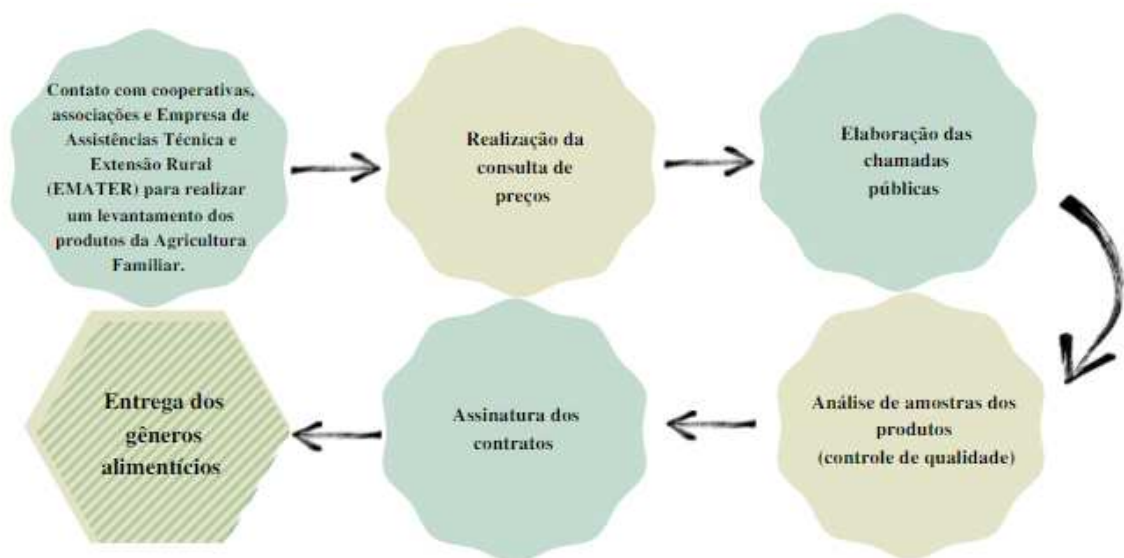 Contato com cooperativas,
associações e Empresa de
Assistências Técnica e
Extensão Rural
(EMATER) para realizar
um levantamento dos
produtos da Agricultura
Familiar.
Realização da
consulta de
preços
Elaboração das
chamadas
públicas
Análise de amostras dos
produtos
(controle de qualidade)
Assinatura dos
contratos
Entrega dos
gêneros
alimentícios